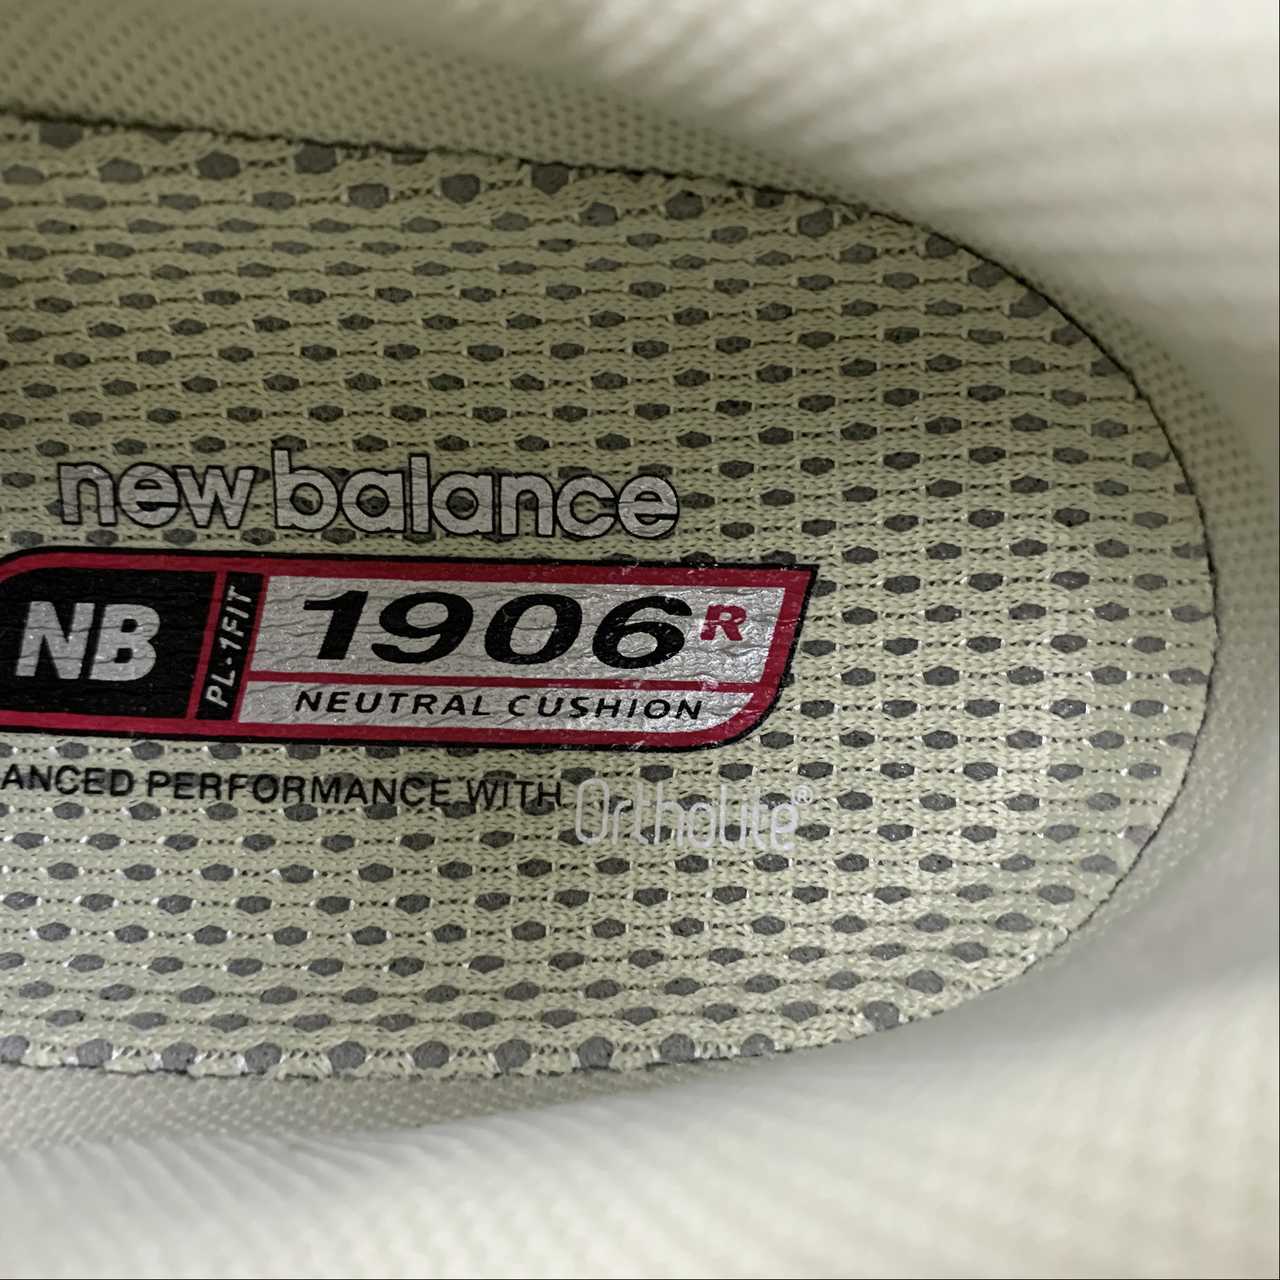 new balance
NB PL-1FIT 1906R
NEUTRAL CUSHION
ANCED PERFORMANCE WITH OrthoLite®